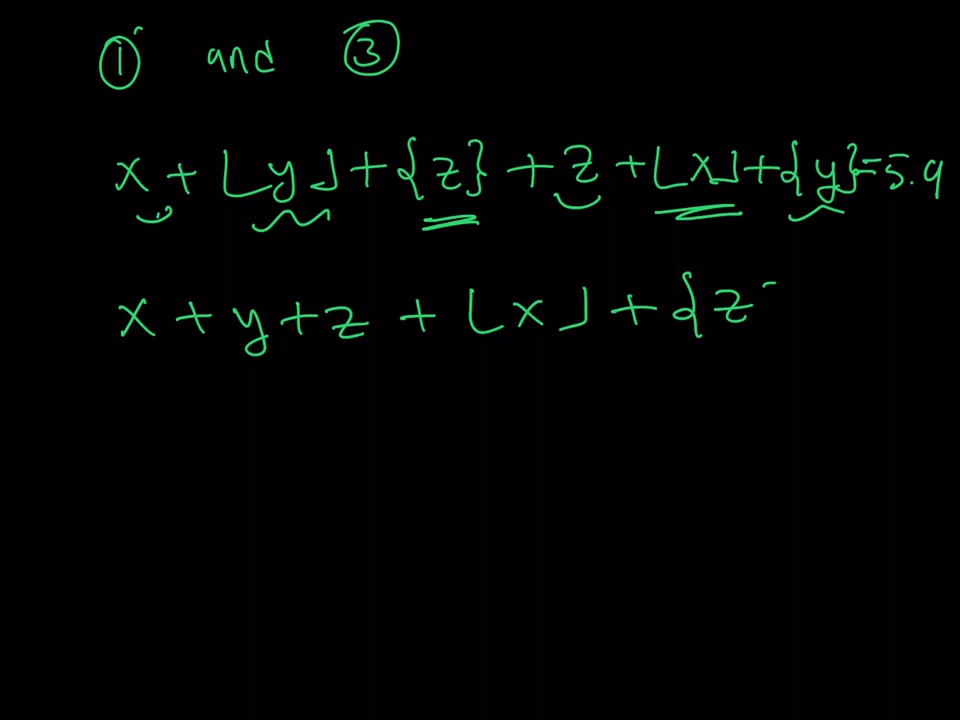 ① and ③
x + ⌊y⌋ + {z} + z + ⌊x⌋ + {y} = 5.9
x + y + z + ⌊x⌋ + {z